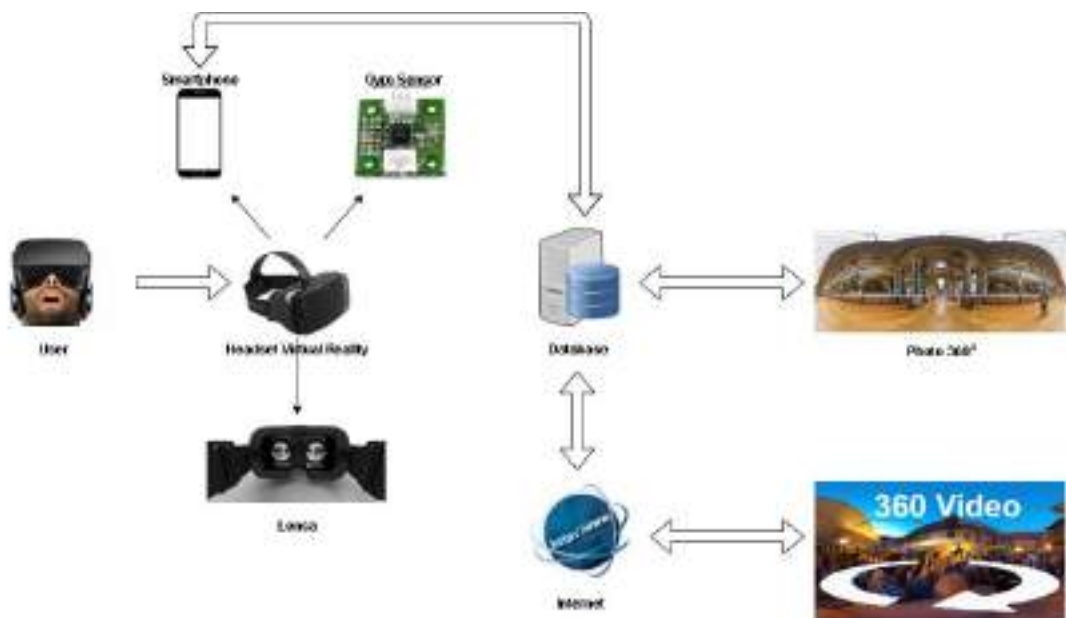 Smartphone
Gyro Sensor
User
Headset Virtual Reality
Database
Photo 360°
Lensa
360 Video
Internet